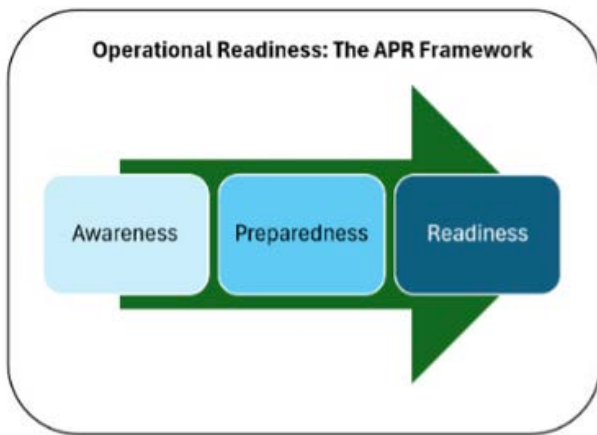 Operational Readiness: The APR Framework
Awareness
Preparedness
Readiness